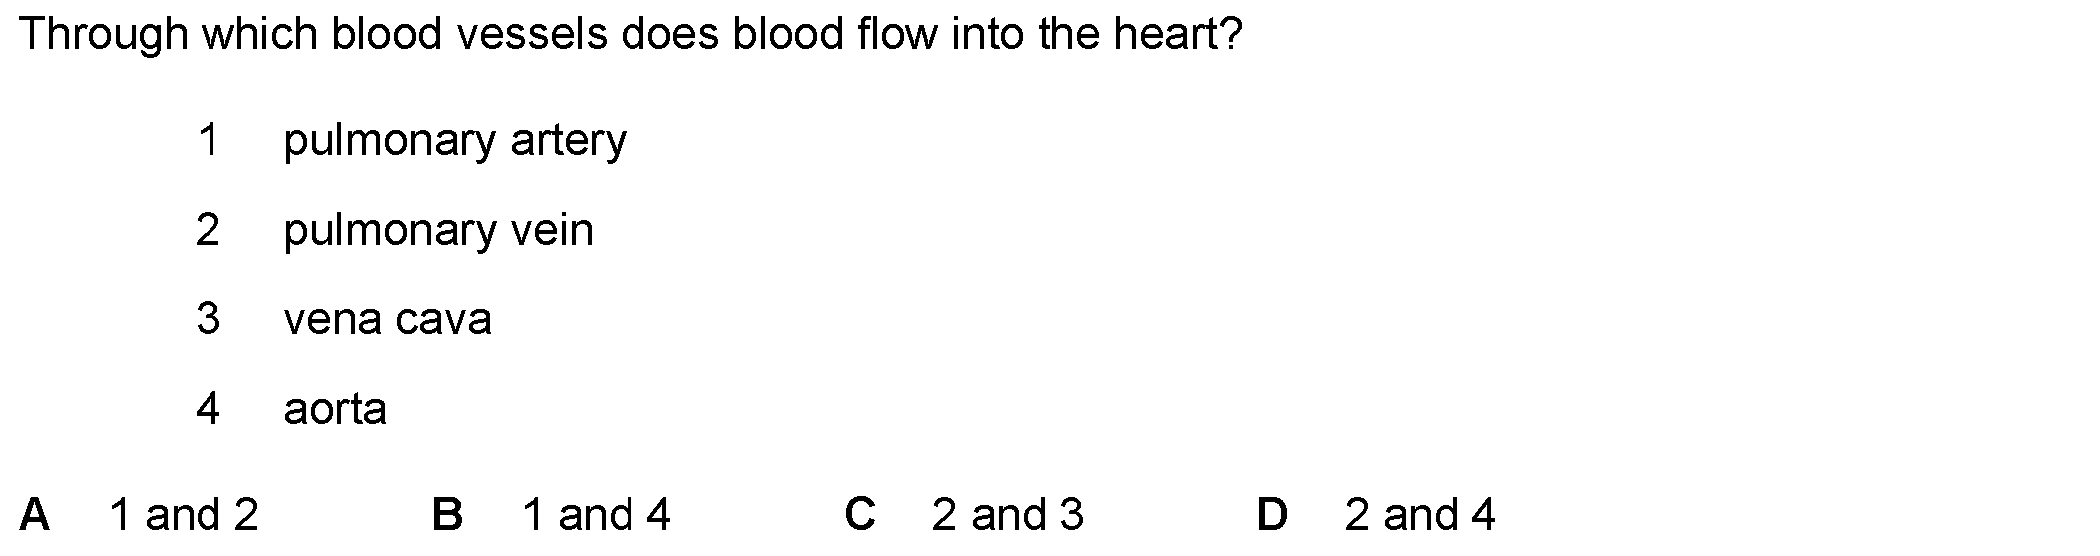 Through which blood vessels does blood flow into the heart?
1 pulmonary artery
2 pulmonary vein
3 vena cava
4 aorta
A 1 and 2 B 1 and 4 C 2 and 3 D 2 and 4